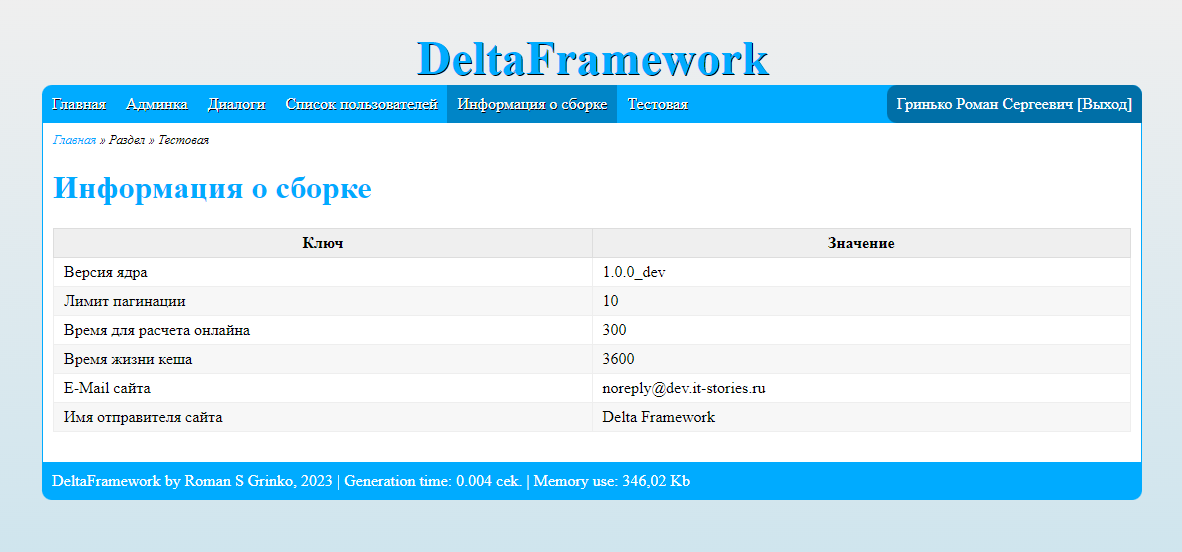 DeltaFramework
Главная Админка Диалоги Список пользователей Информация о сборке Тестовая Гринько Роман Сергеевич [Выход]
Главная » Раздел » Тестовая
Информация о сборке
Ключ Значение
Версия ядра 1.0.0_dev
Лимит пагинации 10
Время для расчета онлайна 300
Время жизни кеша 3600
E-Mail сайта noreply@dev.it-stories.ru
Имя отправителя сайта Delta Framework
DeltaFramework by Roman S Grinko, 2023 | Generation time: 0.004 сек. | Memory use: 346,02 Kb